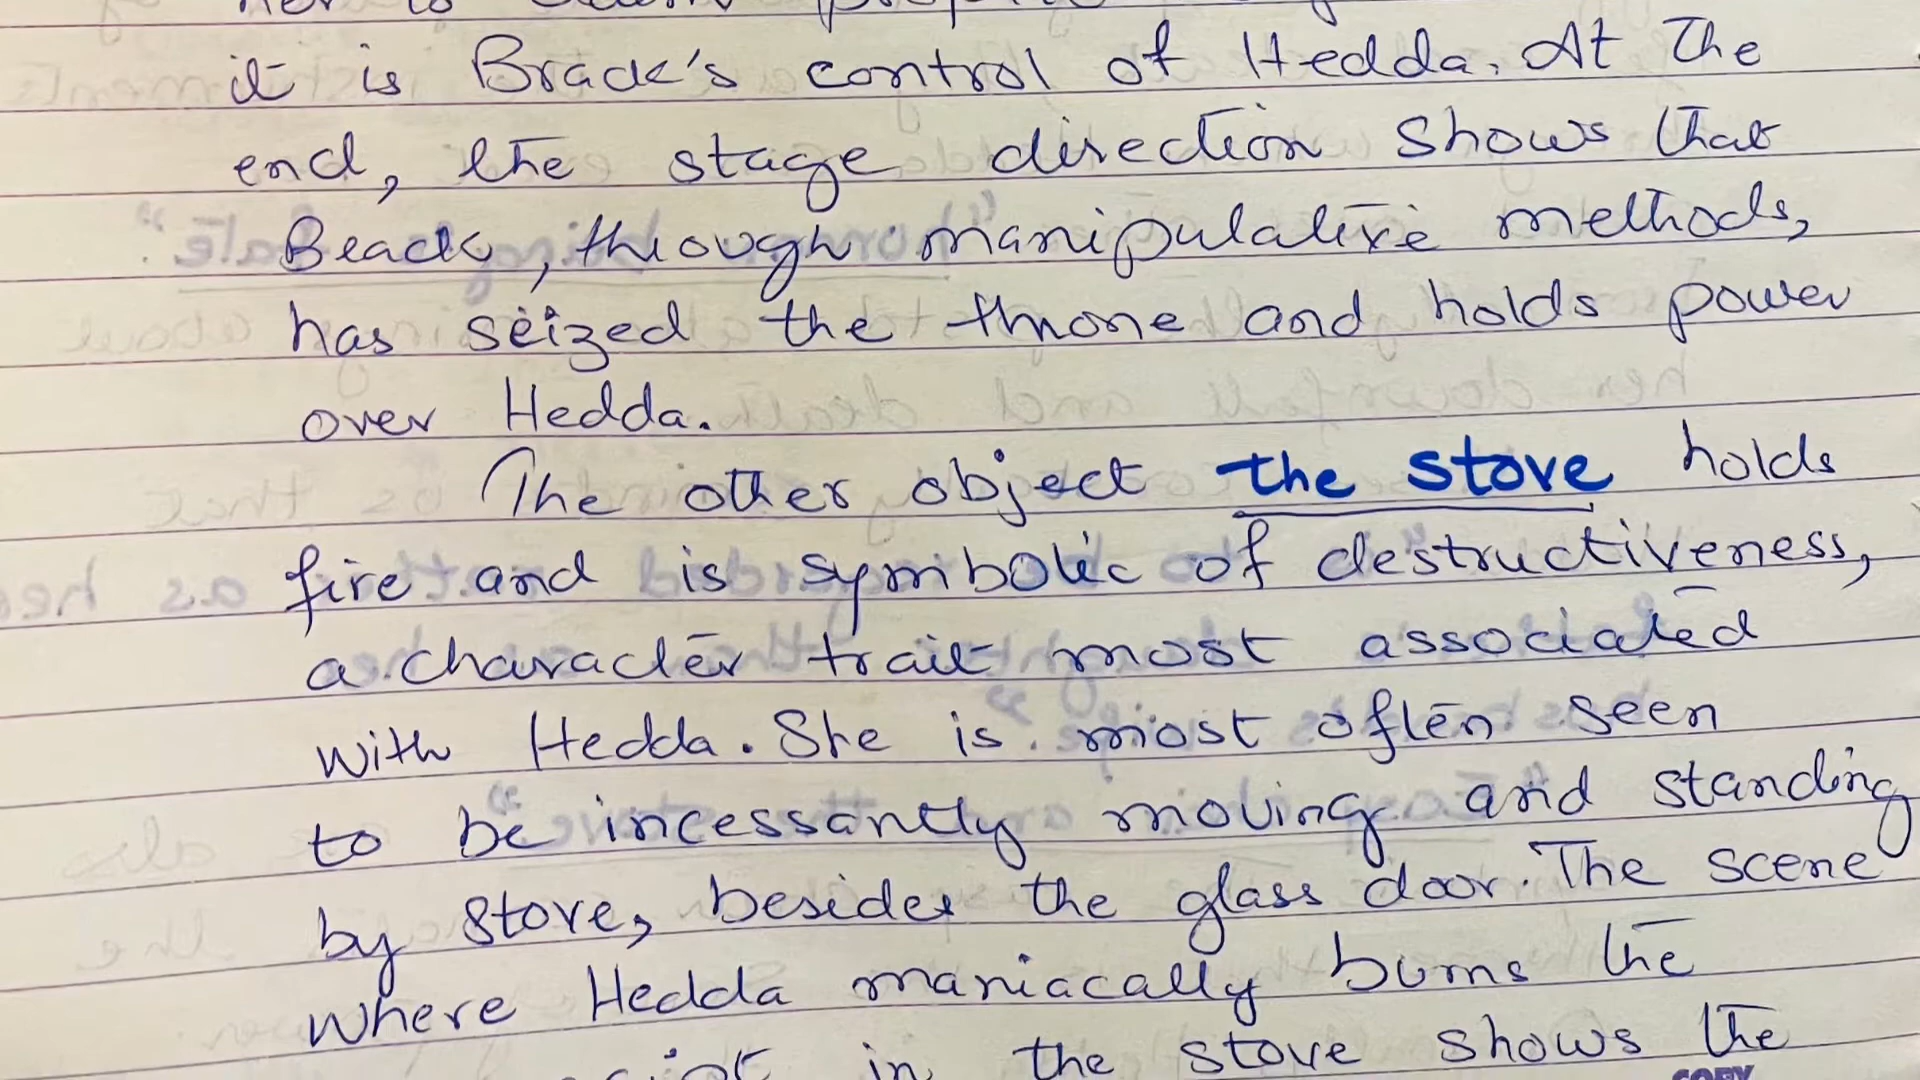 it is Brack's control of Hedda. At the
end, the stage direction shows that
Brack, through manipulative methods,
has seized the throne and holds power
over Hedda.
The other object the stove holds
fire and is symbolic of destructiveness,
a character trait most associated
with Hedda. She is most often seen
to be incessantly moving and standing
by stove, besides the glass door. The scene
where Hedda maniacally burns the
in the stove shows the
COPY